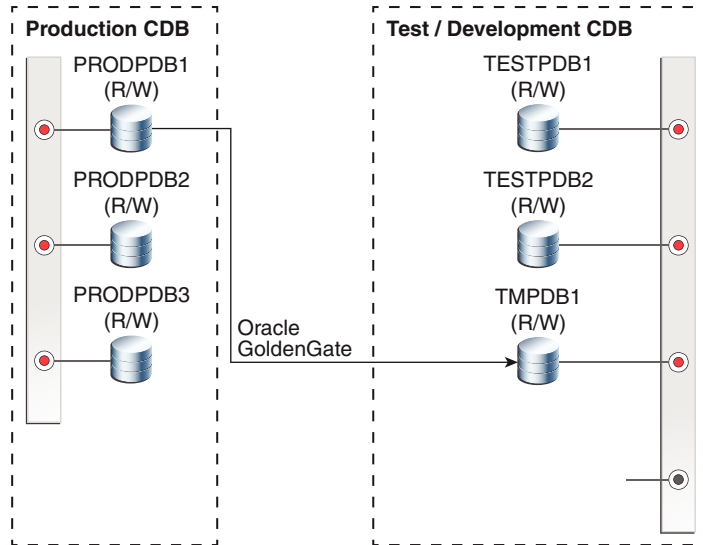 Production CDB
PRODPDB1
(R/W)
PRODPDB2
(R/W)
PRODPDB3
(R/W)
Oracle
GoldenGate
Test / Development CDB
TESTPDB1
(R/W)
TESTPDB2
(R/W)
TMPDB1
(R/W)